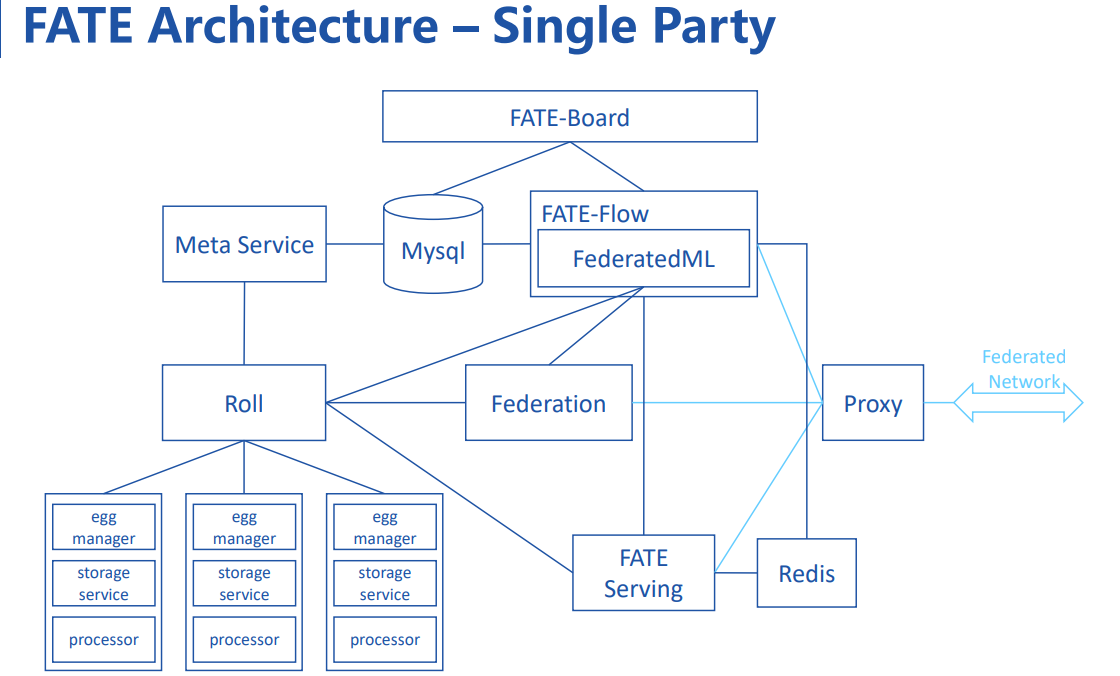 FATE Architecture – Single Party
FATE-Board
FATE-Flow
Meta Service
Mysql
FederatedML
Federated
Network
Roll
Federation
Proxy
egg
manager
egg
manager
egg
manager
storage
service
storage
service
storage
service
processor
processor
processor
FATE
Serving
Redis